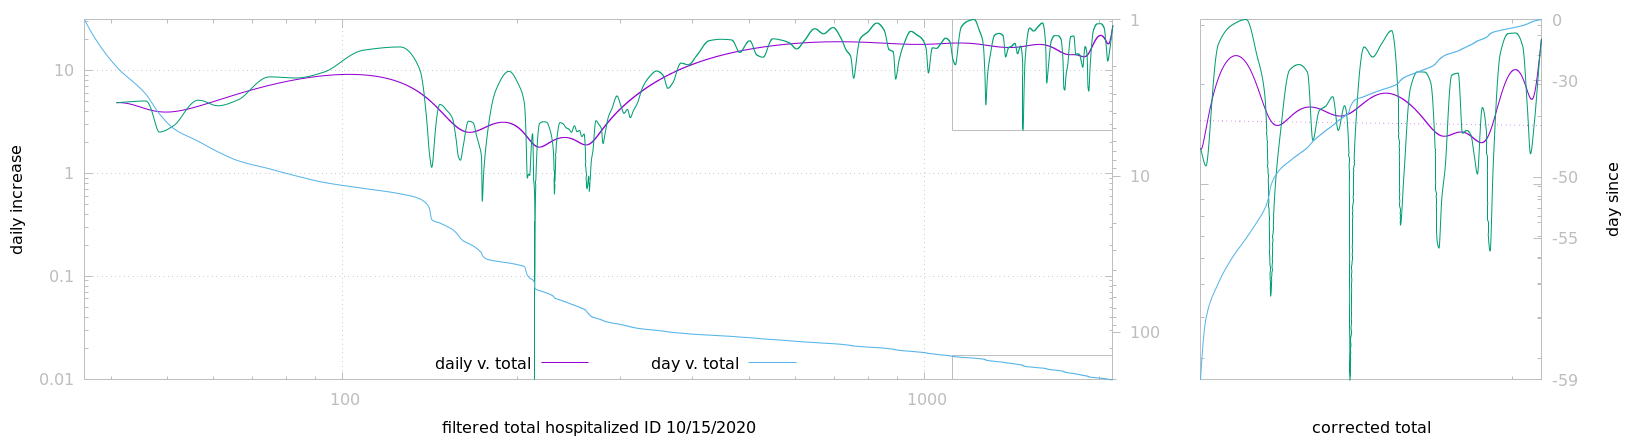 daily increase
10
1
0.1
0.01
daily v. total
day v. total
100
1000
filtered total hospitalized ID 10/15/2020
1
10
100
0
-30
-50
-55
-59
day since
corrected total